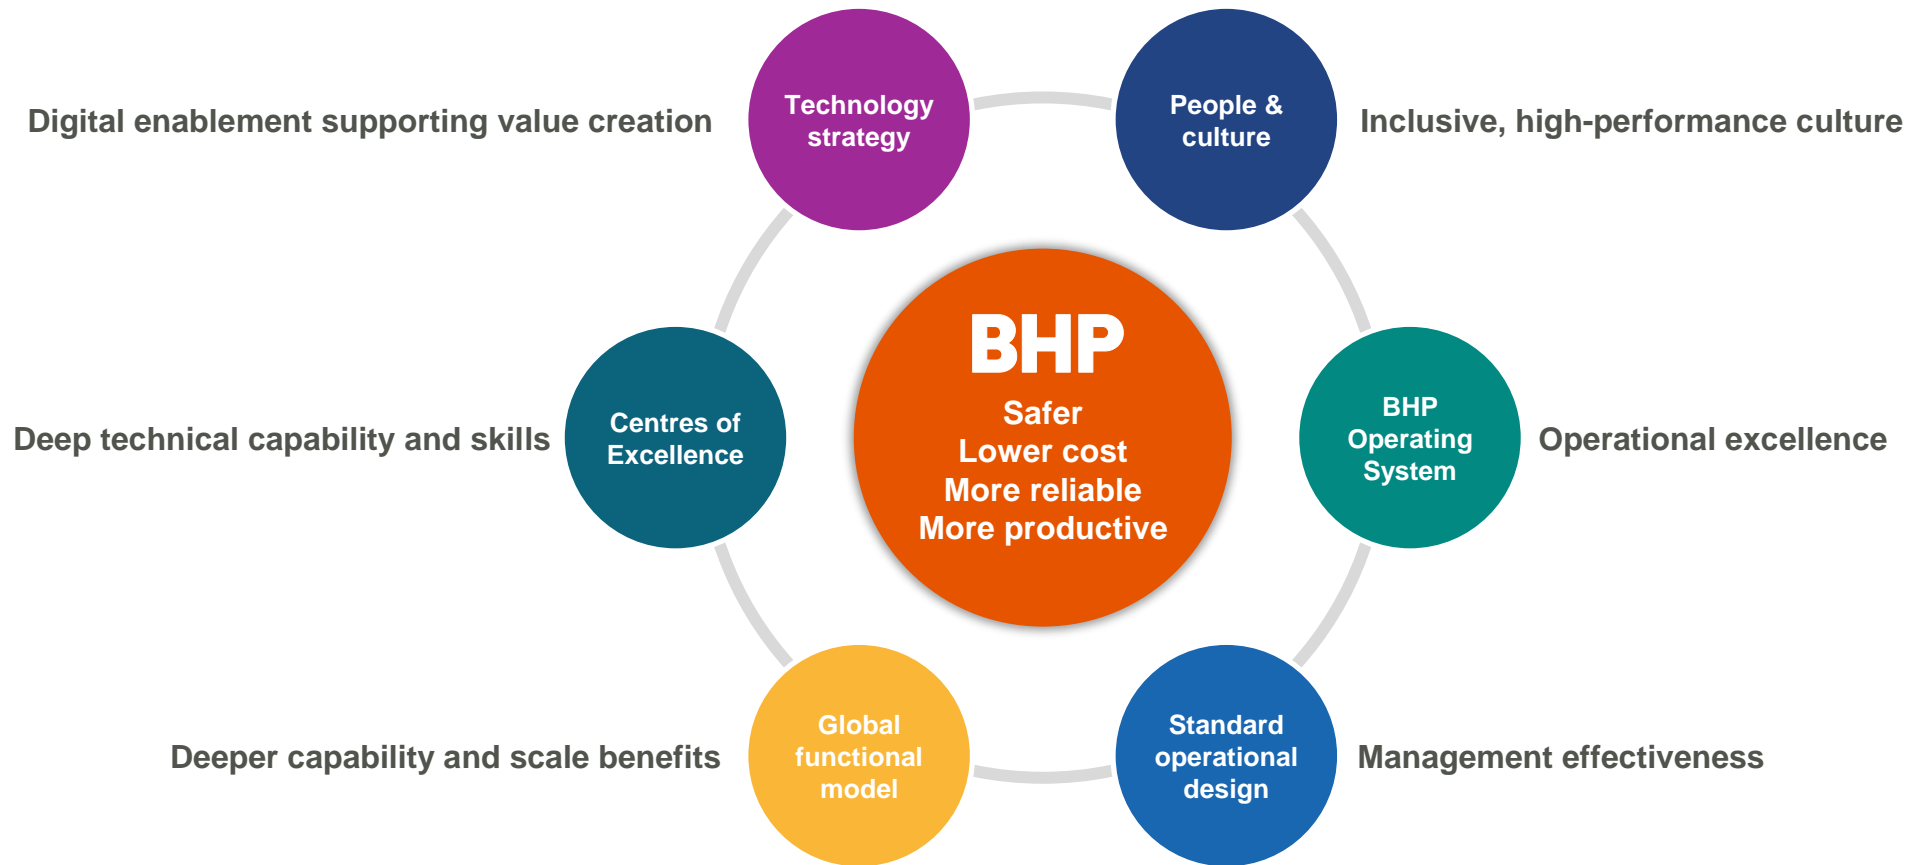 Technology
strategy
People &
culture
Digital enablement supporting value creation
Inclusive, high-performance culture
BHP
Safer
Lower cost
More reliable
More productive
Centres of
Excellence
Deep technical capability and skills
BHP
Operating
System
Operational excellence
Global
functional
model
Deeper capability and scale benefits
Standard
operational
design
Management effectiveness